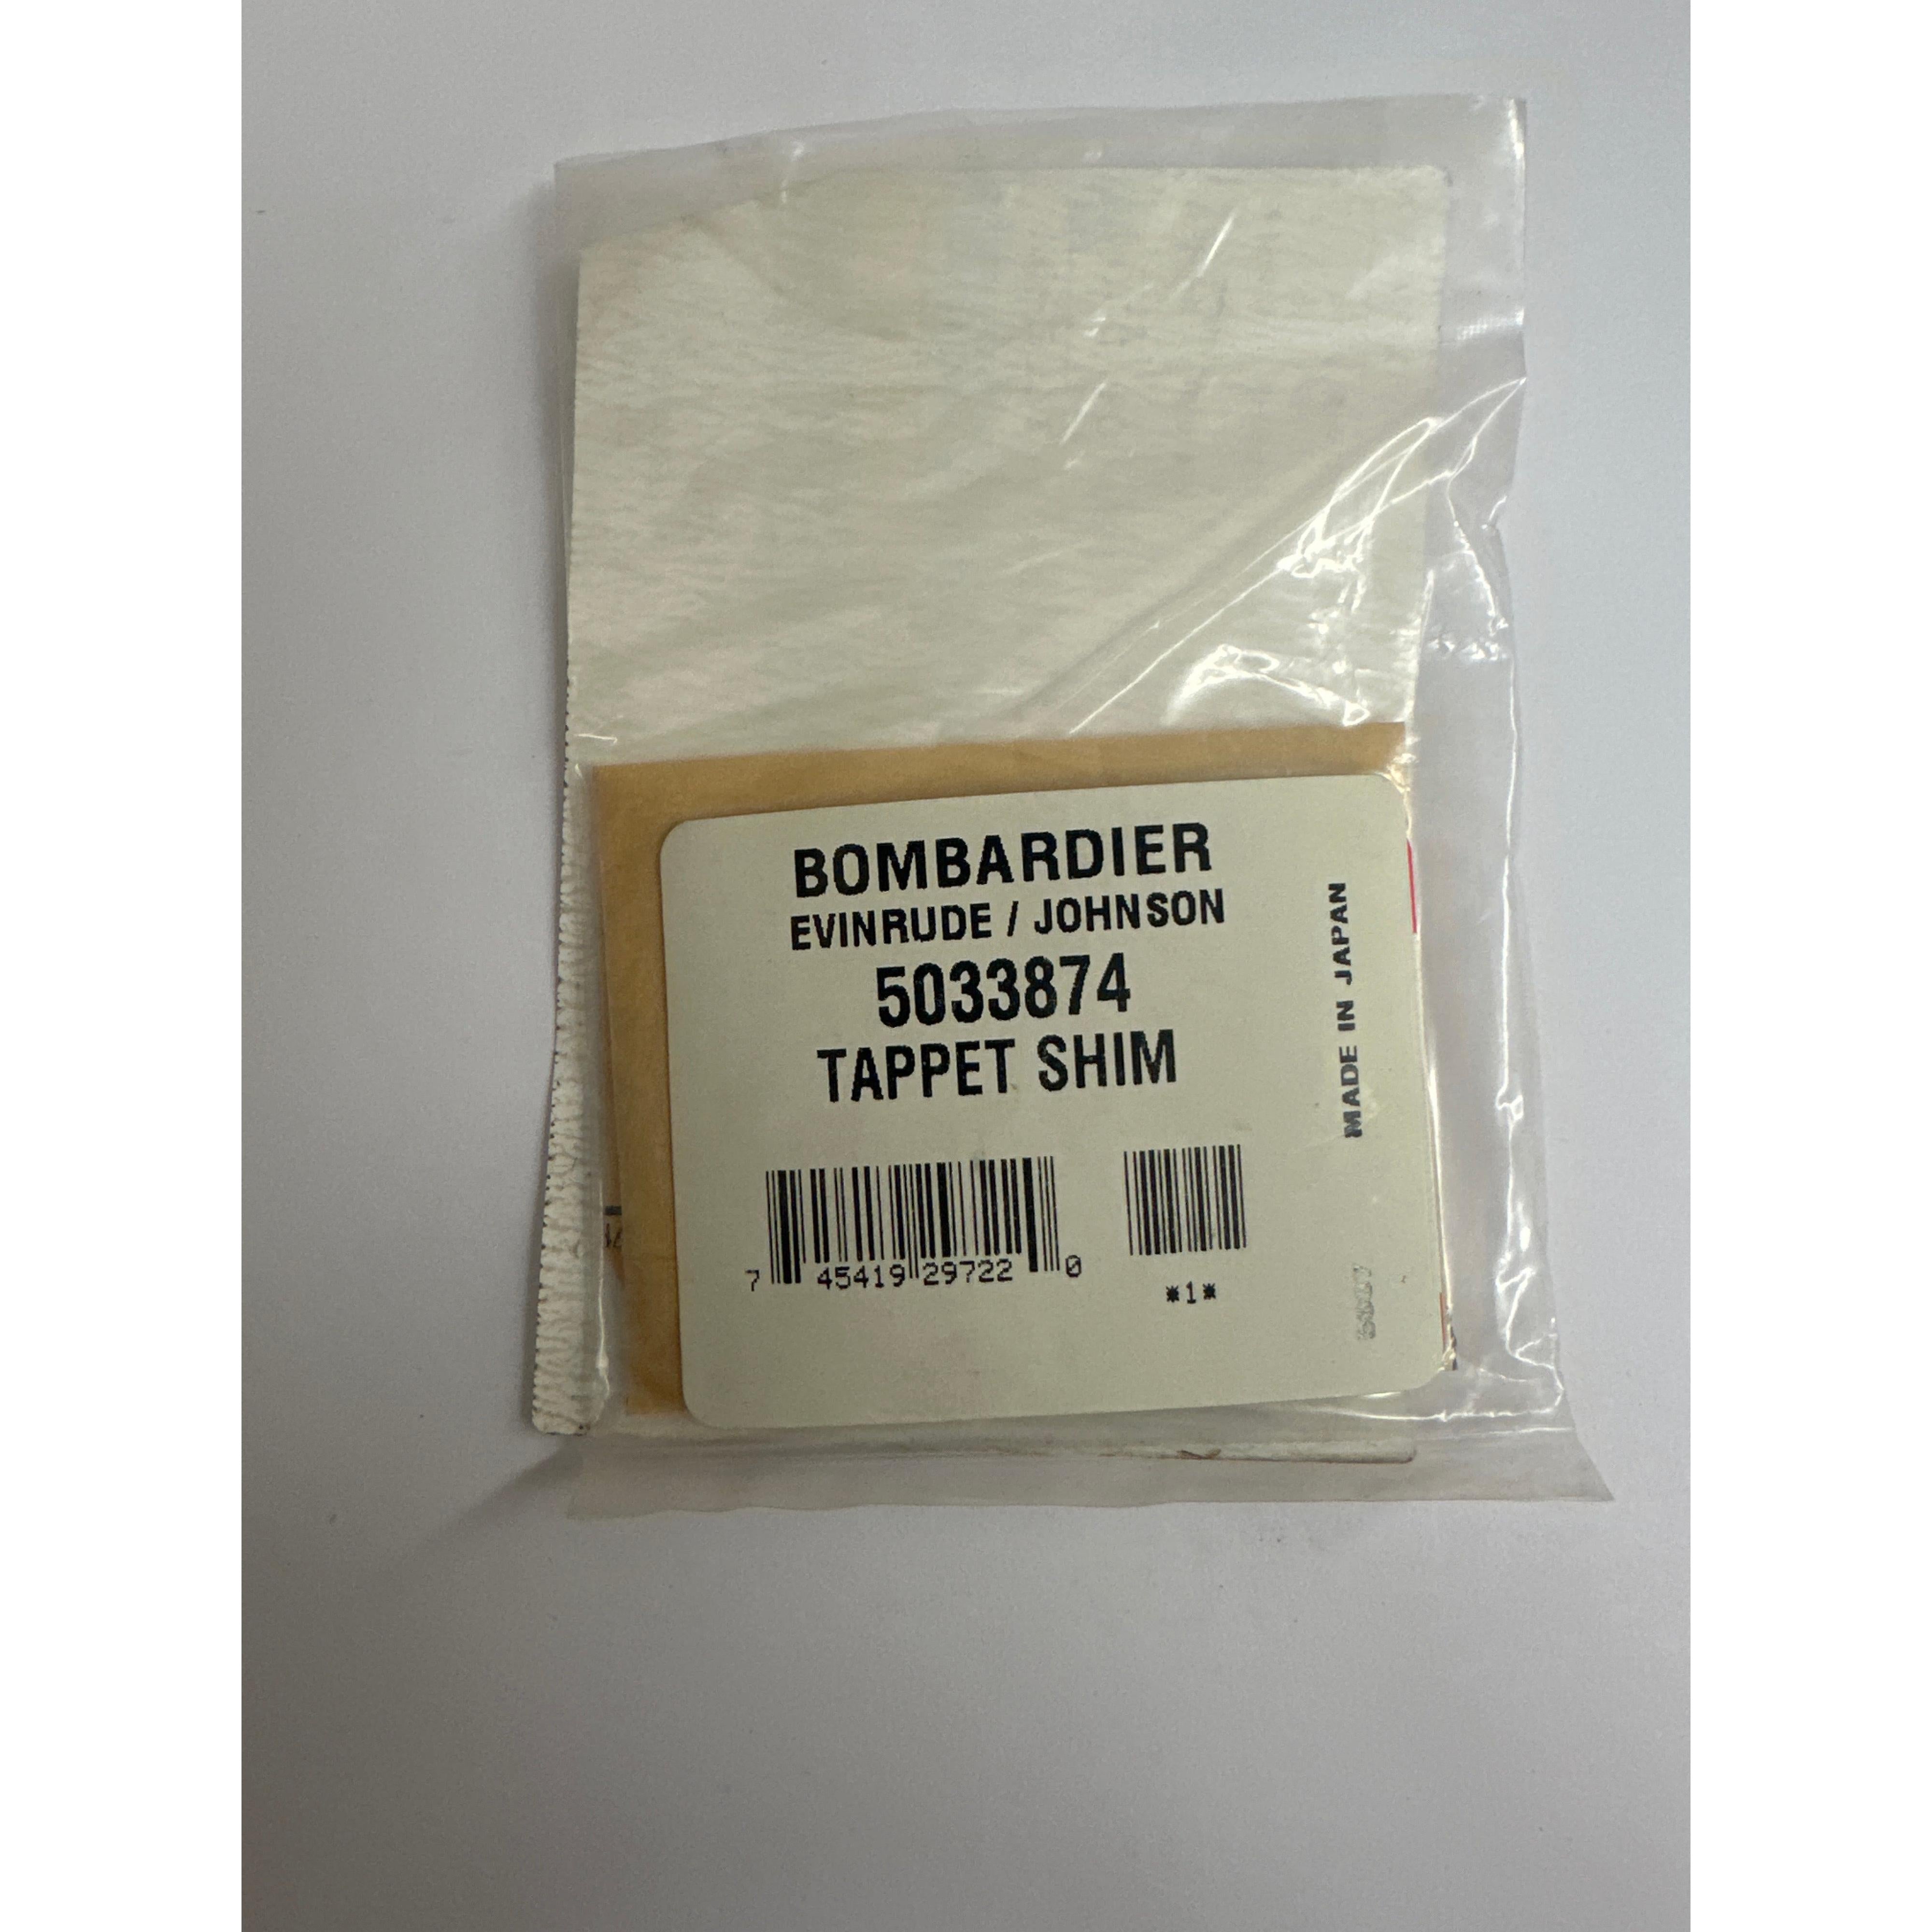 BOMBARDIER
EVINRUDE / JOHNSON
5033874
TAPPET SHIM
7 45419 29722 0
*1*
MADE IN JAPAN